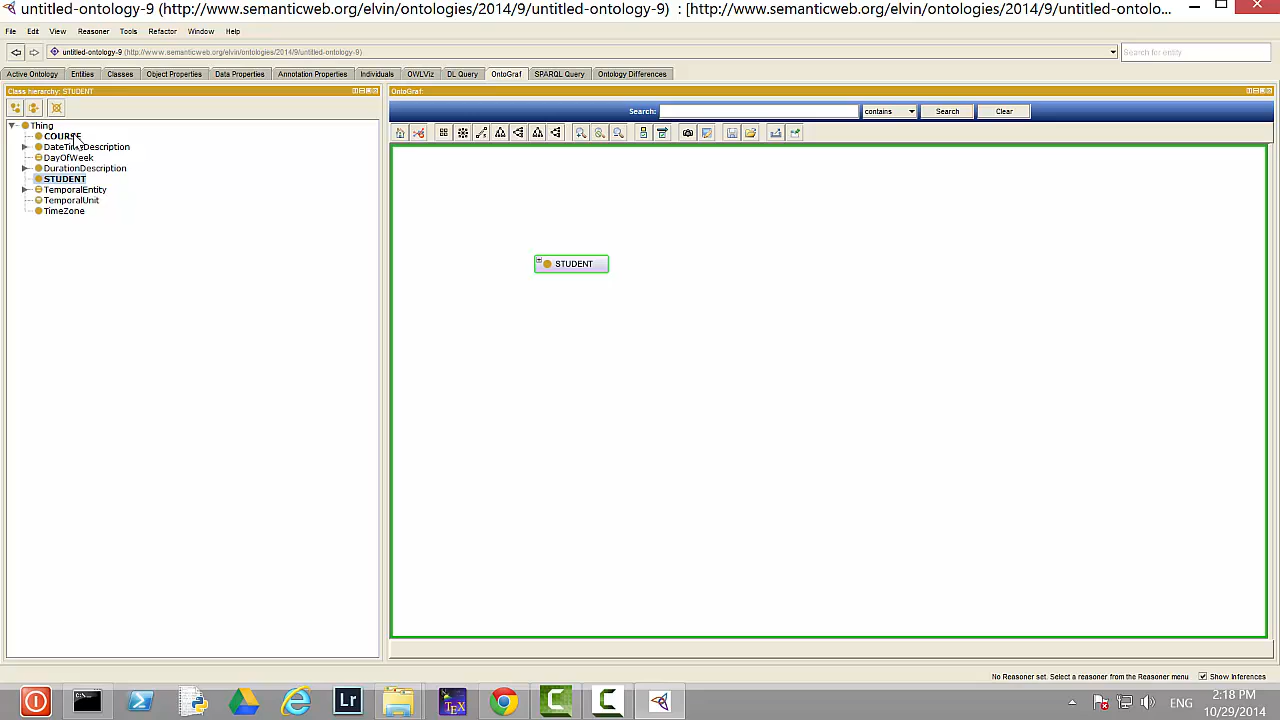 untitled-ontology-9 (http://www.semanticweb.org/elvin/ontologies/2014/9/untitled-ontology-9) : [http://www.semanticweb.org/elvin/ontologies/2014/9/untitled-ontolo...
File Edit View Reasoner Tools Refactor Window Help
untitled-ontology-9 (http://www.semanticweb.org/elvin/ontologies/2014/9/untitled-ontology-9)
Search for entity
Active Ontology Entities Classes Object Properties Data Properties Annotation Properties Individuals OWLViz DL Query OntoGraf SPARQL Query Ontology Differences
Class hierarchy: STUDENT
OntoGraf:
Search: contains Search Clear
Thing
COURSE
DateTimeDescription
DayOfWeek
DurationDescription
STUDENT
TemporalEntity
TemporalUnit
TimeZone
STUDENT
No Reasoner set. Select a reasoner from the Reasoner menu Show Inferences
Lr TEX C C ENG
2:18 PM
10/29/2014